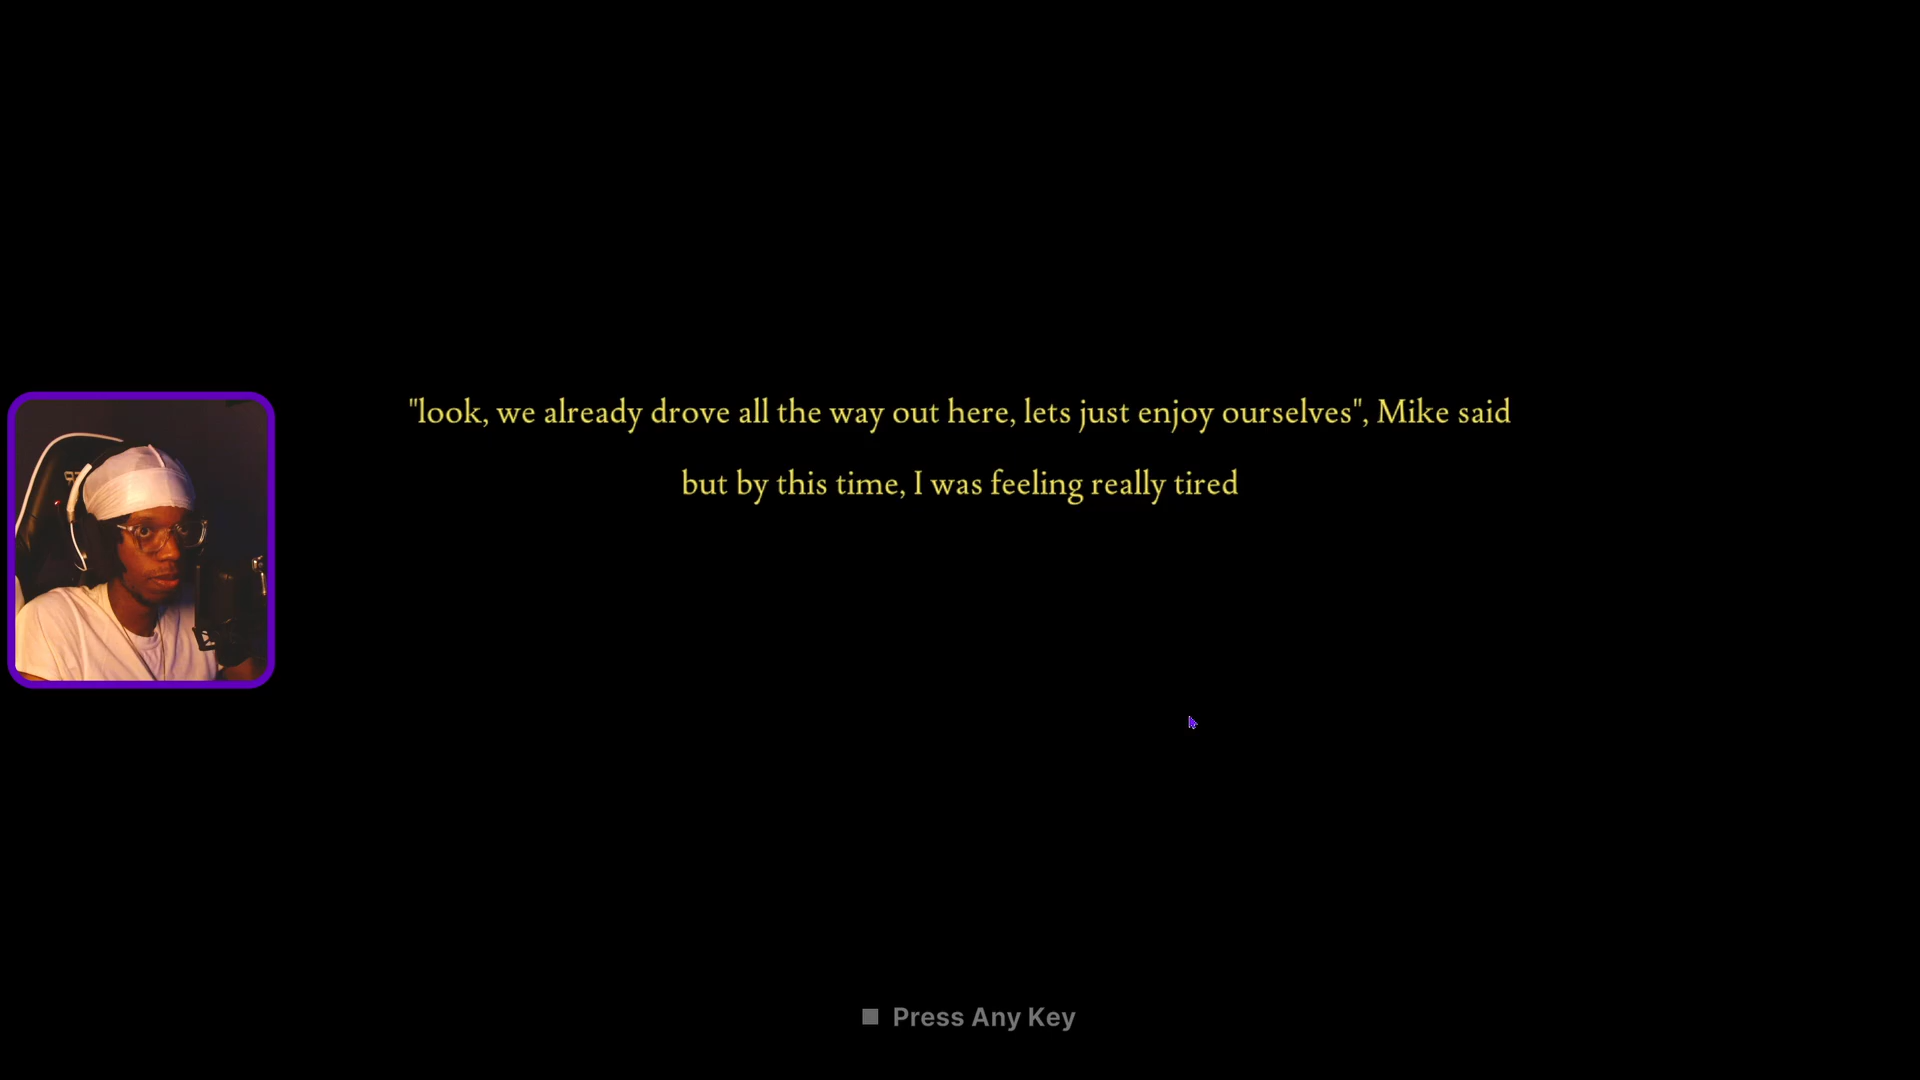 "look, we already drove all the way out here, lets just enjoy ourselves", Mike said
but by this time, I was feeling really tired
Press Any Key